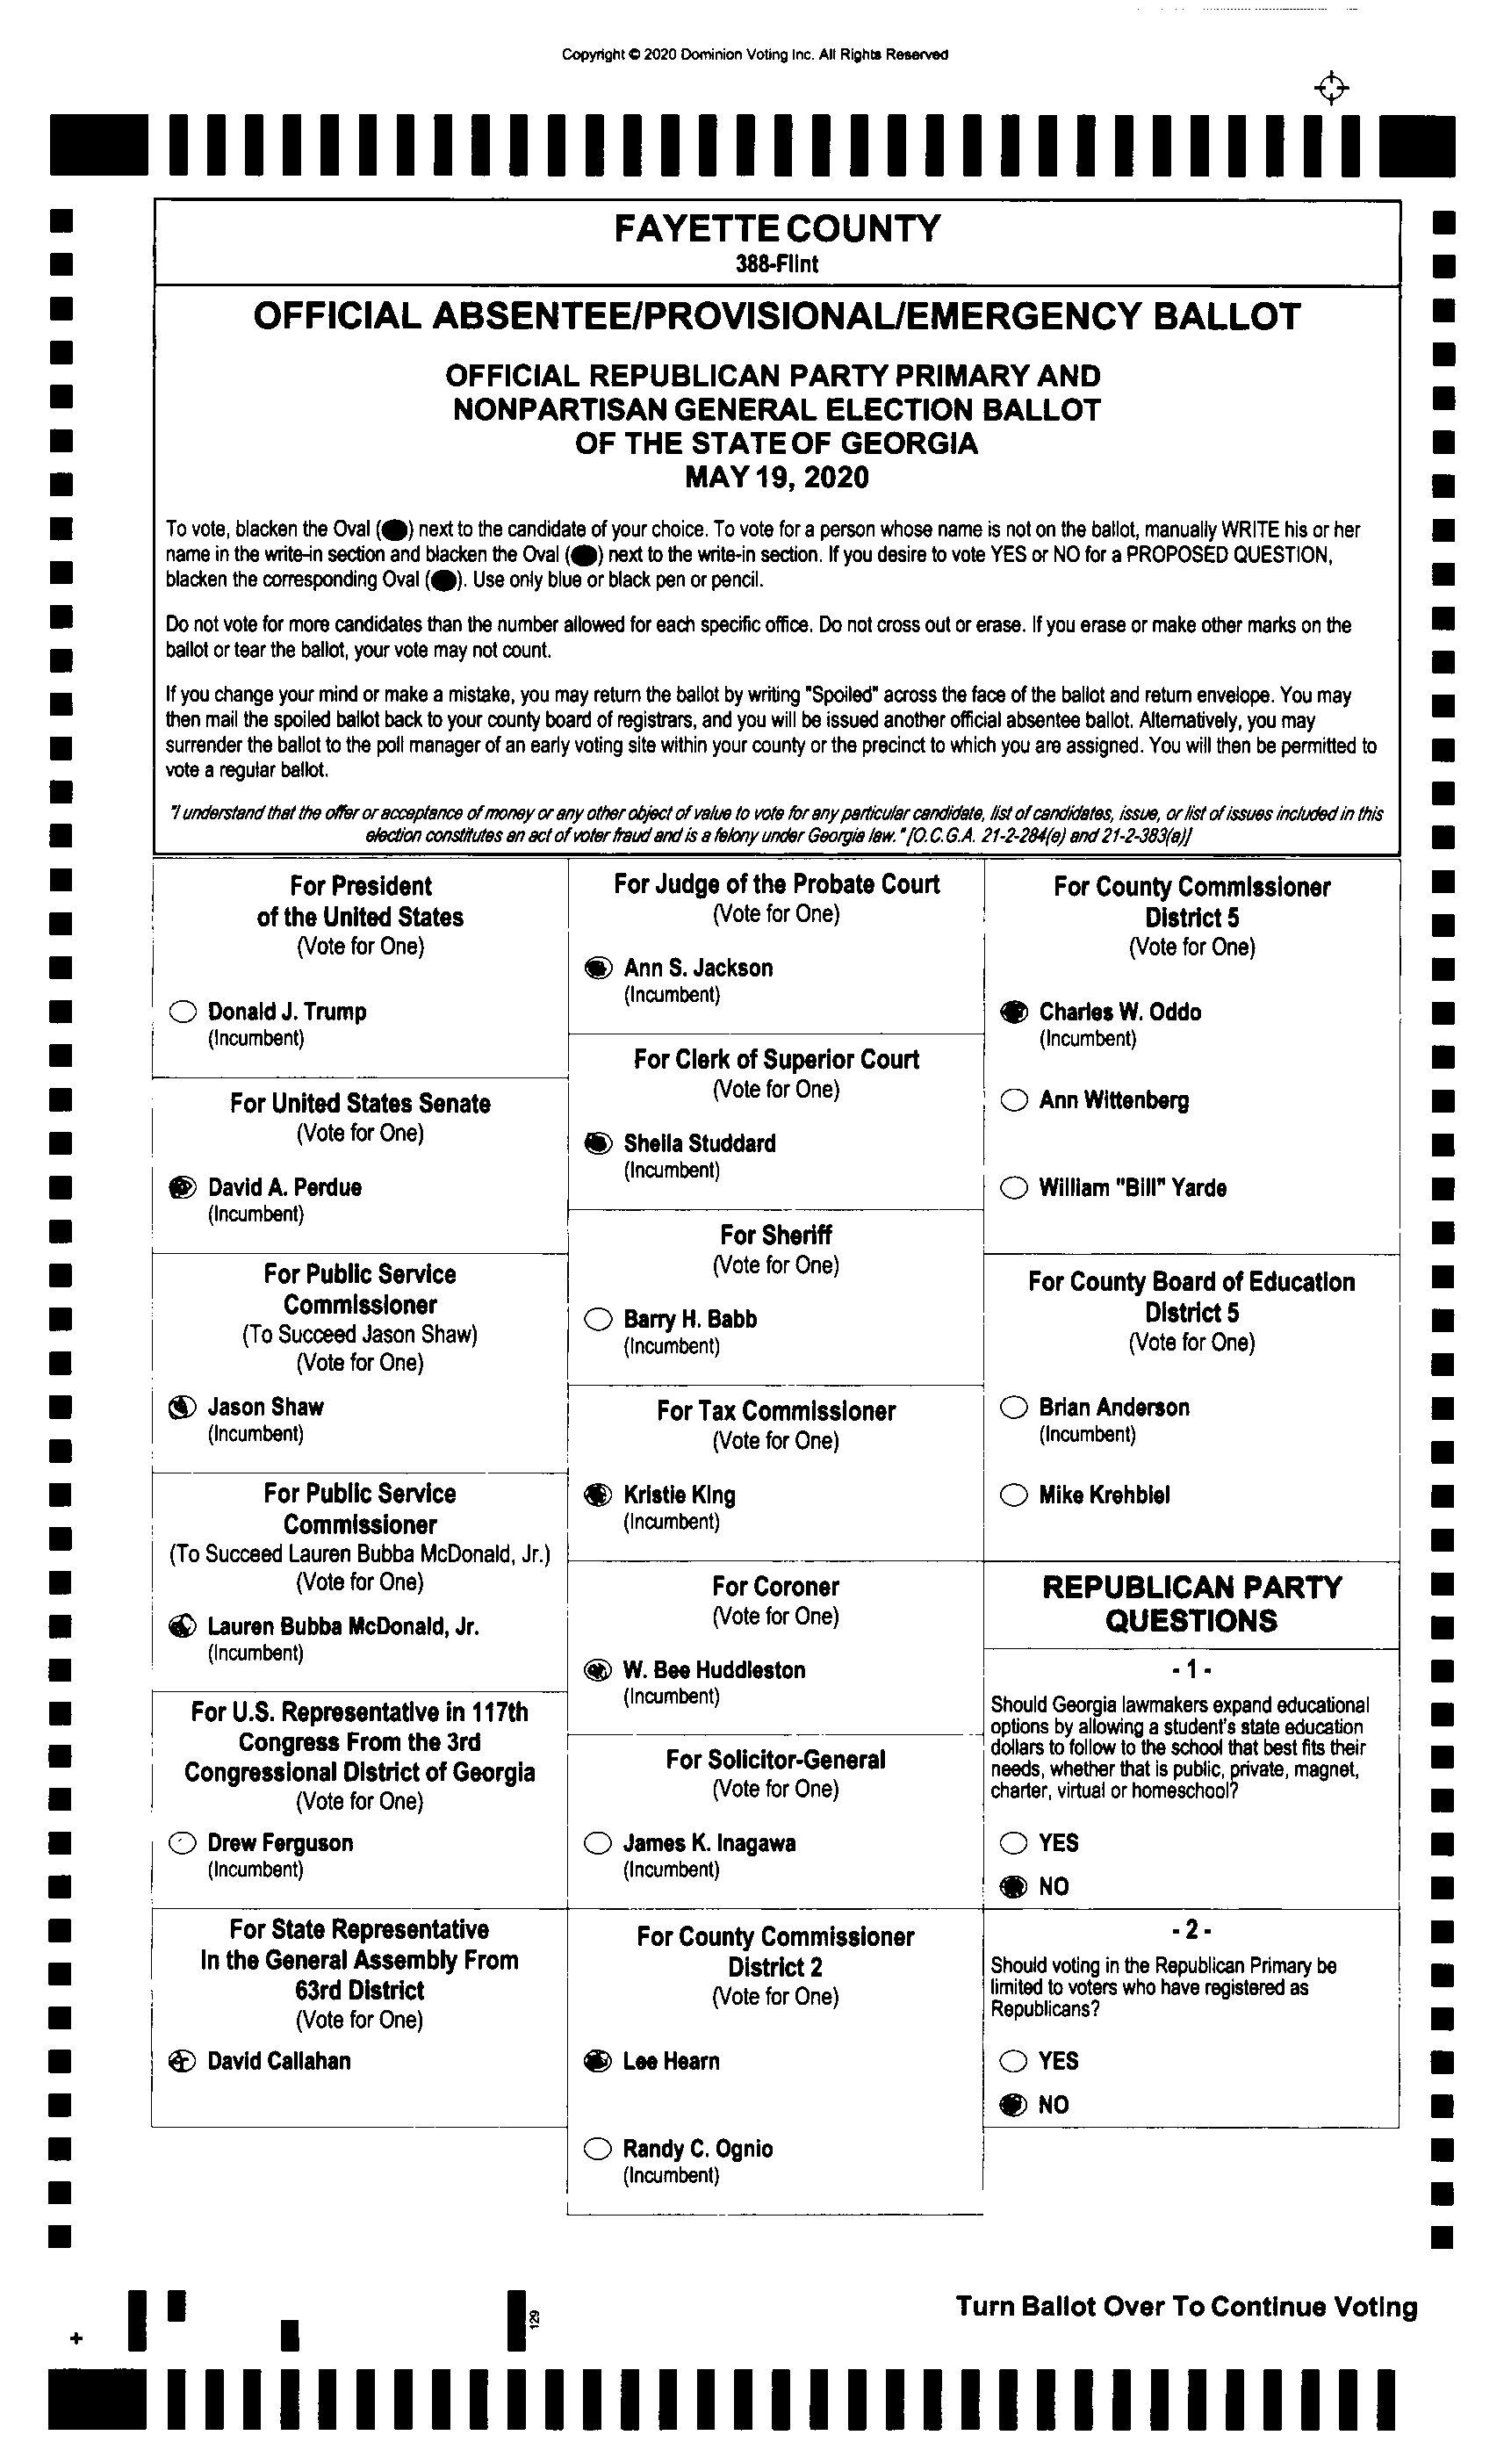 Copyright © 2020 Dominion Voting Inc. All Rights Reserved
FAYETTE COUNTY
388-Flint
OFFICIAL ABSENTEE/PROVISIONAL/EMERGENCY BALLOT
OFFICIAL REPUBLICAN PARTY PRIMARY AND
NONPARTISAN GENERAL ELECTION BALLOT
OF THE STATE OF GEORGIA
MAY 19, 2020
To vote, blacken the Oval (●) next to the candidate of your choice. To vote for a person whose name is not on the ballot, manually WRITE his or her
name in the write-in section and blacken the Oval (●) next to the write-in section. If you desire to vote YES or NO for a PROPOSED QUESTION,
blacken the corresponding Oval (●). Use only blue or black pen or pencil.
Do not vote for more candidates than the number allowed for each specific office. Do not cross out or erase. If you erase or make other marks on the
ballot or tear the ballot, your vote may not count.
If you change your mind or make a mistake, you may return the ballot by writing "Spoiled" across the face of the ballot and return envelope. You may
then mail the spoiled ballot back to your county board of registrars, and you will be issued another official absentee ballot. Alternatively, you may
surrender the ballot to the poll manager of an early voting site within your county or the precinct to which you are assigned. You will then be permitted to
vote a regular ballot.
"I understand that the offer or acceptance of money or any other object of value to vote for any particular candidate, list of candidates, issue, or list of issues included in this
election constitutes an act of voter fraud and is a felony under Georgia law." [O.C.G.A. 21-2-284(e) and 21-2-383(a)]
For President
of the United States
(Vote for One)
Donald J. Trump
(Incumbent)
For United States Senate
(Vote for One)
David A. Perdue
(Incumbent)
For Public Service
Commissioner
(To Succeed Jason Shaw)
(Vote for One)
Jason Shaw
(Incumbent)
For Public Service
Commissioner
(To Succeed Lauren Bubba McDonald, Jr.)
(Vote for One)
Lauren Bubba McDonald, Jr.
(Incumbent)
For U.S. Representative in 117th
Congress From the 3rd
Congressional District of Georgia
(Vote for One)
Drew Ferguson
(Incumbent)
For State Representative
In the General Assembly From
63rd District
(Vote for One)
David Callahan
For Judge of the Probate Court
(Vote for One)
Ann S. Jackson
(Incumbent)
For Clerk of Superior Court
(Vote for One)
Sheila Studdard
(Incumbent)
For Sheriff
(Vote for One)
Barry H. Babb
(Incumbent)
For Tax Commissioner
(Vote for One)
Kristie King
(Incumbent)
For Coroner
(Vote for One)
W. Bee Huddleston
(Incumbent)
For Solicitor-General
(Vote for One)
James K. Inagawa
(Incumbent)
For County Commissioner
District 2
(Vote for One)
Lee Hearn
Randy C. Ognio
(Incumbent)
For County Commissioner
District 5
(Vote for One)
Charles W. Oddo
(Incumbent)
Ann Wittenberg
William "Bill" Yarde
For County Board of Education
District 5
(Vote for One)
Brian Anderson
(Incumbent)
Mike Krehbiel
REPUBLICAN PARTY
QUESTIONS
- 1 -
Should Georgia lawmakers expand educational
options by allowing a student's state education
dollars to follow to the school that best fits their
needs, whether that is public, private, magnet,
charter, virtual or homeschool?
YES
NO
- 2 -
Should voting in the Republican Primary be
limited to voters who have registered as
Republicans?
YES
NO
129
Turn Ballot Over To Continue Voting